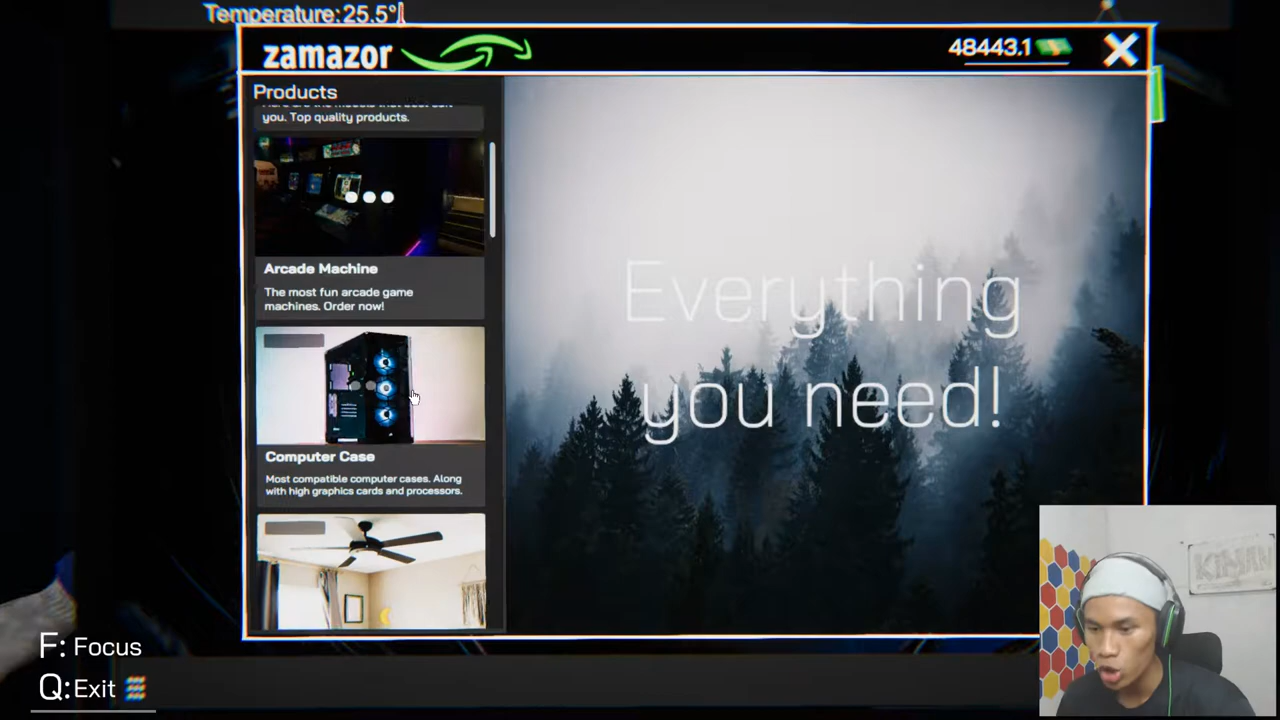 Temperature:25.5°
zamazor
48443.1
Products
you. Top quality products.
Arcade Machine
The most fun arcade game
machines. Order now!
Computer Case
Most compatible computer cases. Along
with high graphics cards and processors.
Everything
you need!
F: Focus
Q:Exit